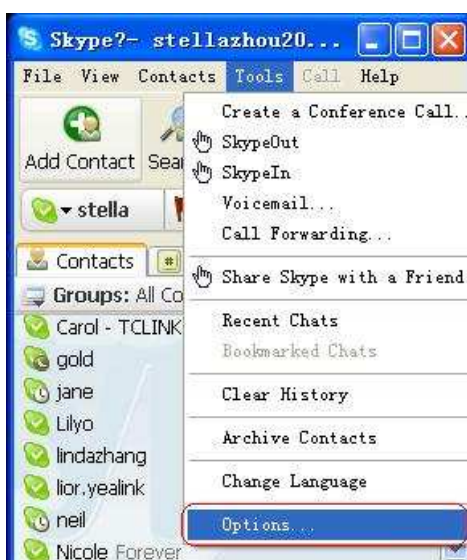 Skype?- stellazhou20...
File View Contacts Tools Call Help
Add Contact Sea
stella
Contacts #
Groups: All Co
Carol - TCLINK
gold
jane
Lilyo
lindazhang
lior.yealink
neil
Nicole Forever
Create a Conference Call..
SkypeOut
SkypeIn
Voicemail...
Call Forwarding...
Share Skype with a Friend
Recent Chats
Bookmarked Chats
Clear History
Archive Contacts
Change Language
Options...